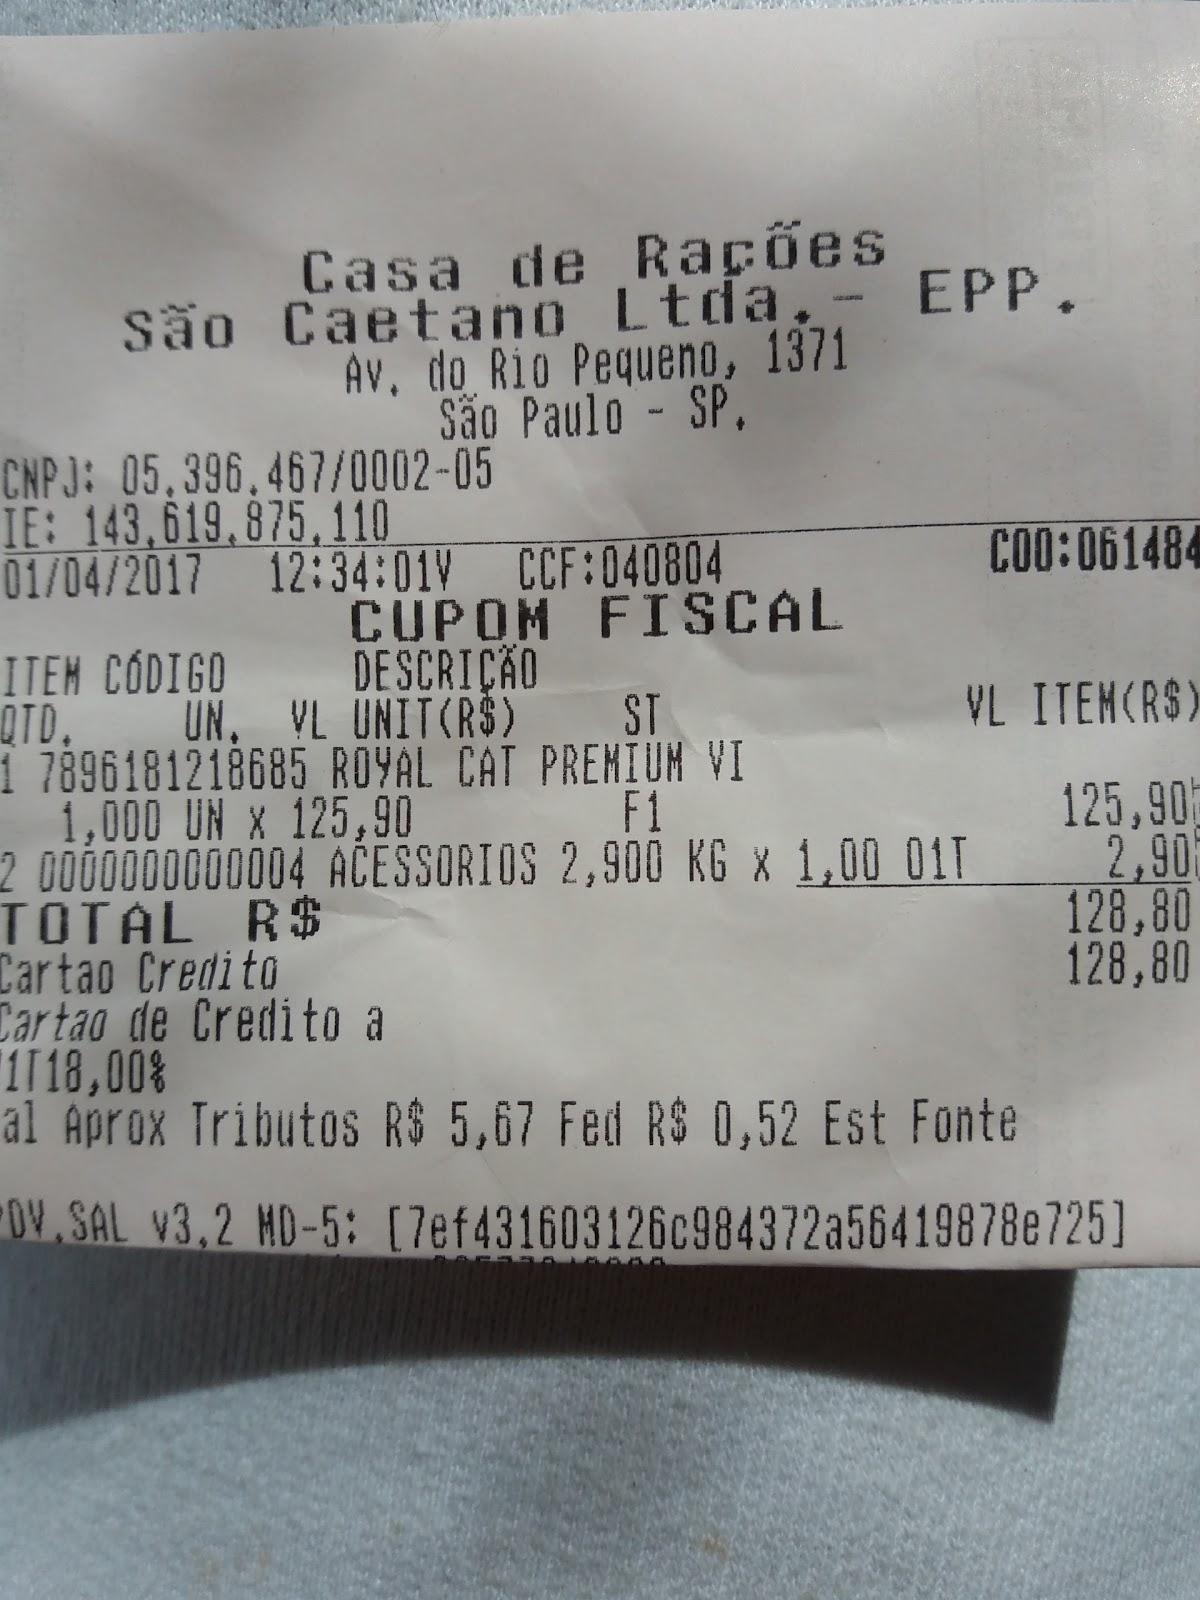 Casa de Rações
São Caetano Ltda. - EPP.
Av. do Rio Pequeno, 1371
São Paulo - SP.
CNPJ: 05.396.467/0002-05
IE: 143.619.875.110
01/04/2017 12:34:01V CCF:040804 COO:061484
CUPOM FISCAL
ITEM CÓDIGO DESCRIÇÃO
QTD. UN. VL UNIT(R$) ST VL ITEM(R$)
1 7896181218685 ROYAL CAT PREMIUM VI
1,000 UN x 125,90 F1 125,90
2 0000000000004 ACESSORIOS 2,900 KG x 1,00 01T 2,90
TOTAL R$ 128,80
Cartao Credito 128,80
Cartao de Credito a
1T18,00%
al Aprox Tributos R$ 5,67 Fed R$ 0,52 Est Fonte
PDV.SAL v3.2 MD-5: [7ef431603126c984372a56419878e725]